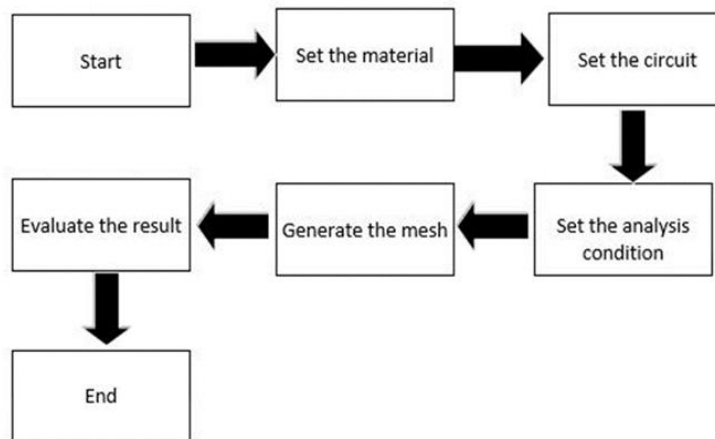 Start
Set the material
Set the circuit
Set the analysis
condition
Generate the mesh
Evaluate the result
End